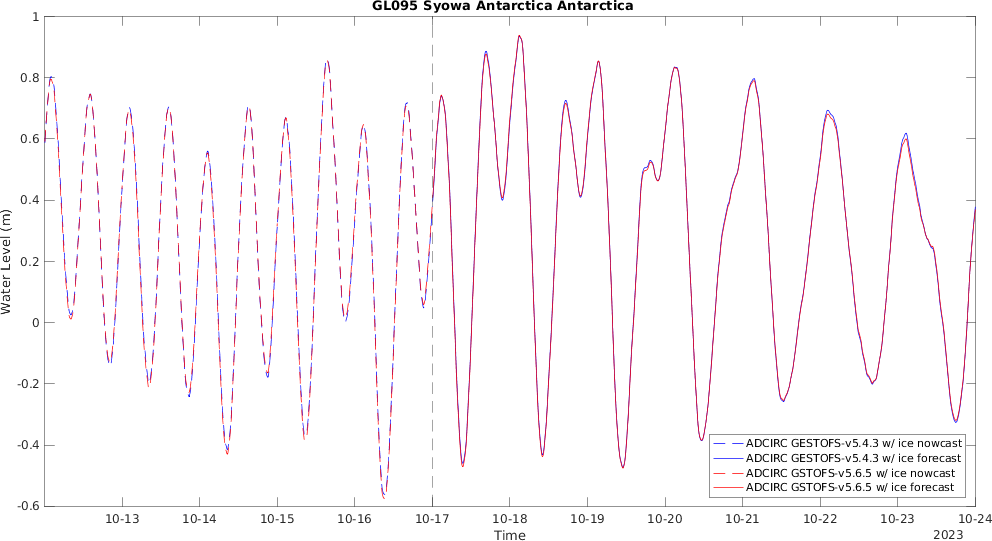 GL095 Syowa Antarctica Antarctica
1
0.8
0.6
0.4
0.2
0
-0.2
-0.4
-0.6
Water Level (m)
ADCIRC GESTOFS-v5.4.3 w/ ice nowcast
ADCIRC GESTOFS-v5.4.3 w/ ice forecast
ADCIRC GSTOFS-v5.6.5 w/ ice nowcast
ADCIRC GSTOFS-v5.6.5 w/ ice forecast
10-13 10-14 10-15 10-16 10-17 10-18 10-19 10-20 10-21 10-22 10-23 10-24
Time
2023